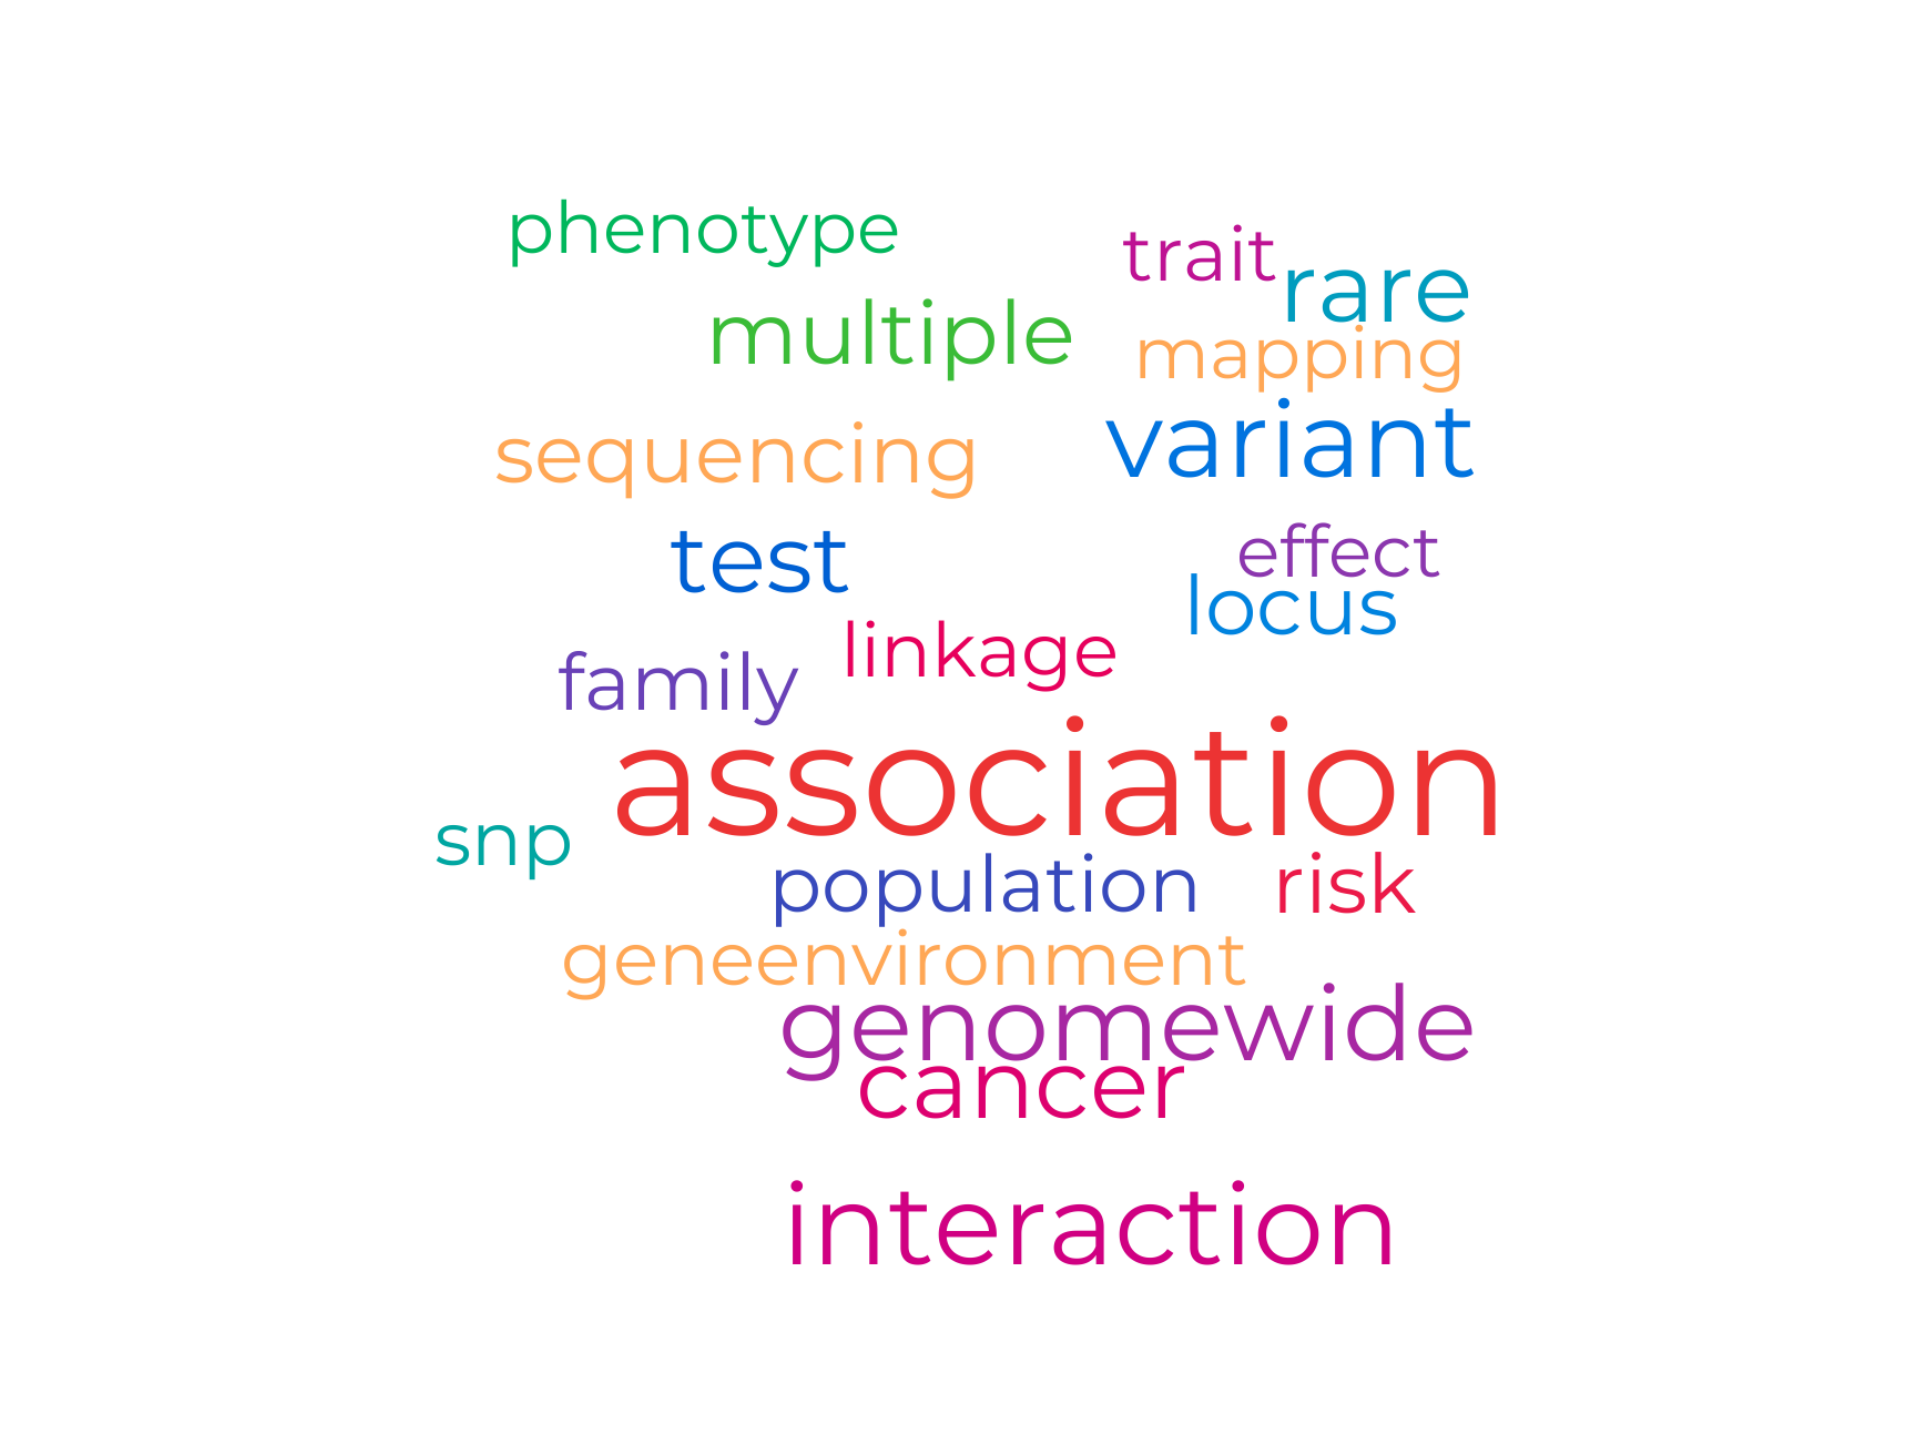 phenotype
trait
rare
multiple
mapping
sequencing
variant
test
effect
locus
linkage
family
association
snp
population
risk
geneenvironment
genomewide
cancer
interaction